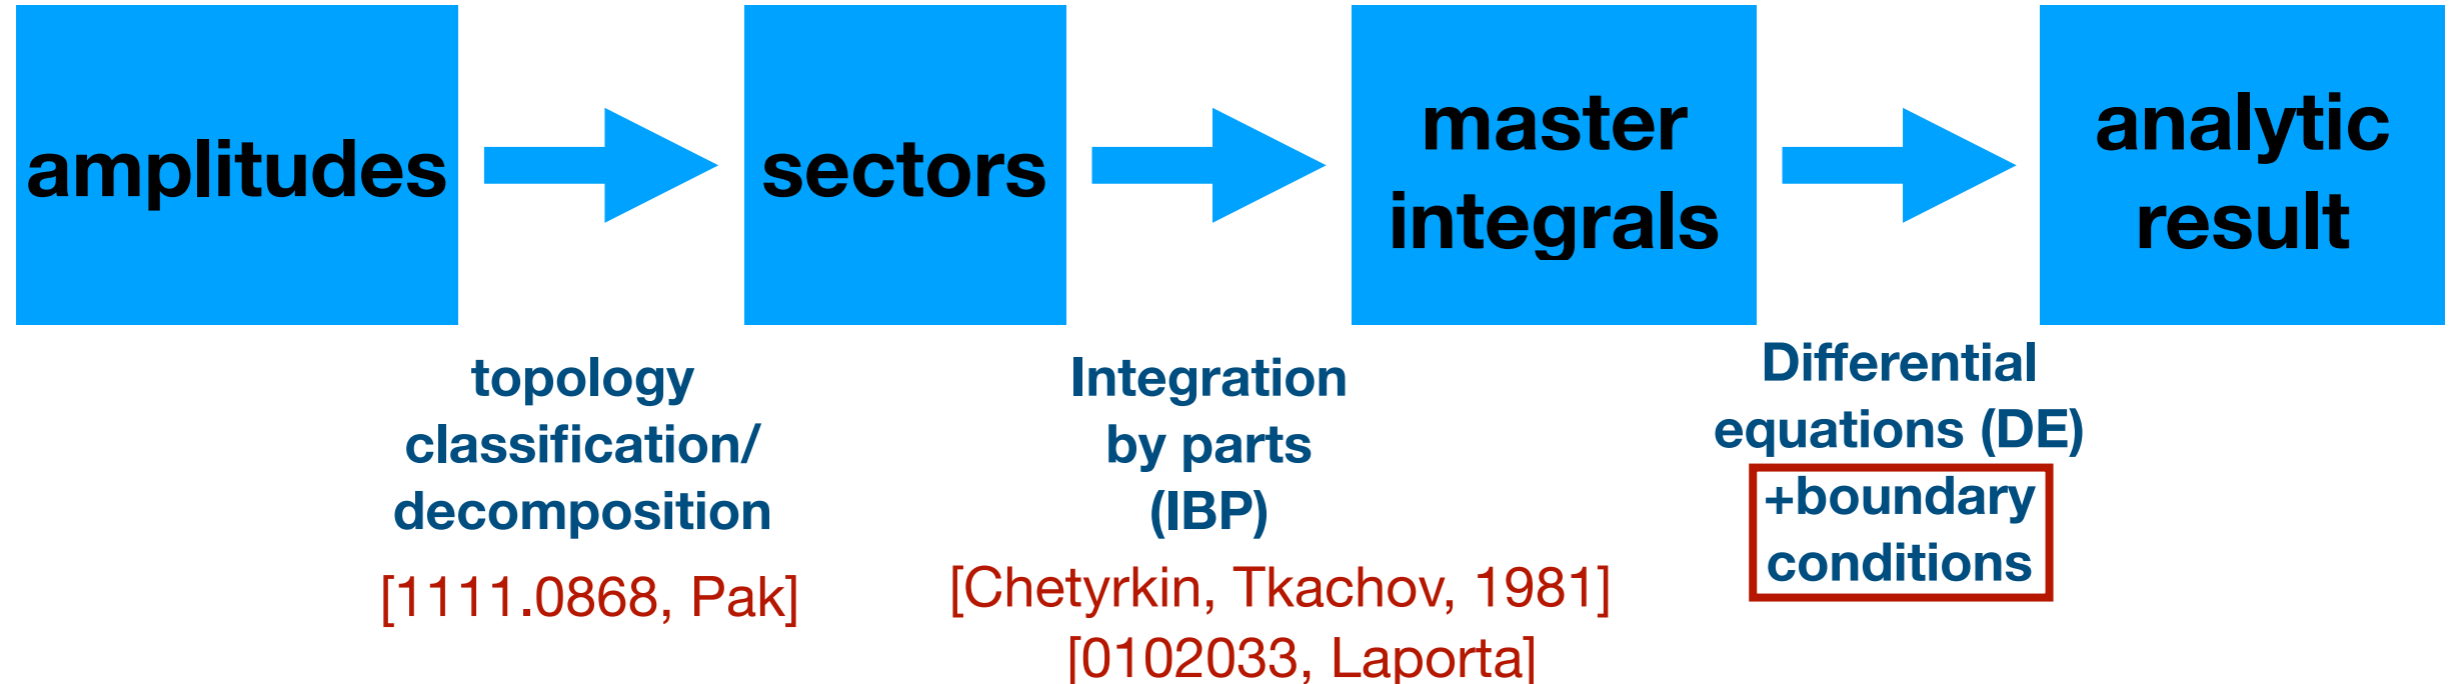 amplitudes
sectors
master
integrals
analytic
result
topology
classification/
decomposition
[1111.0868, Pak]
Integration
by parts
(IBP)
[Chetyrkin, Tkachov, 1981]
[0102033, Laporta]
Differential
equations (DE)
+boundary
conditions